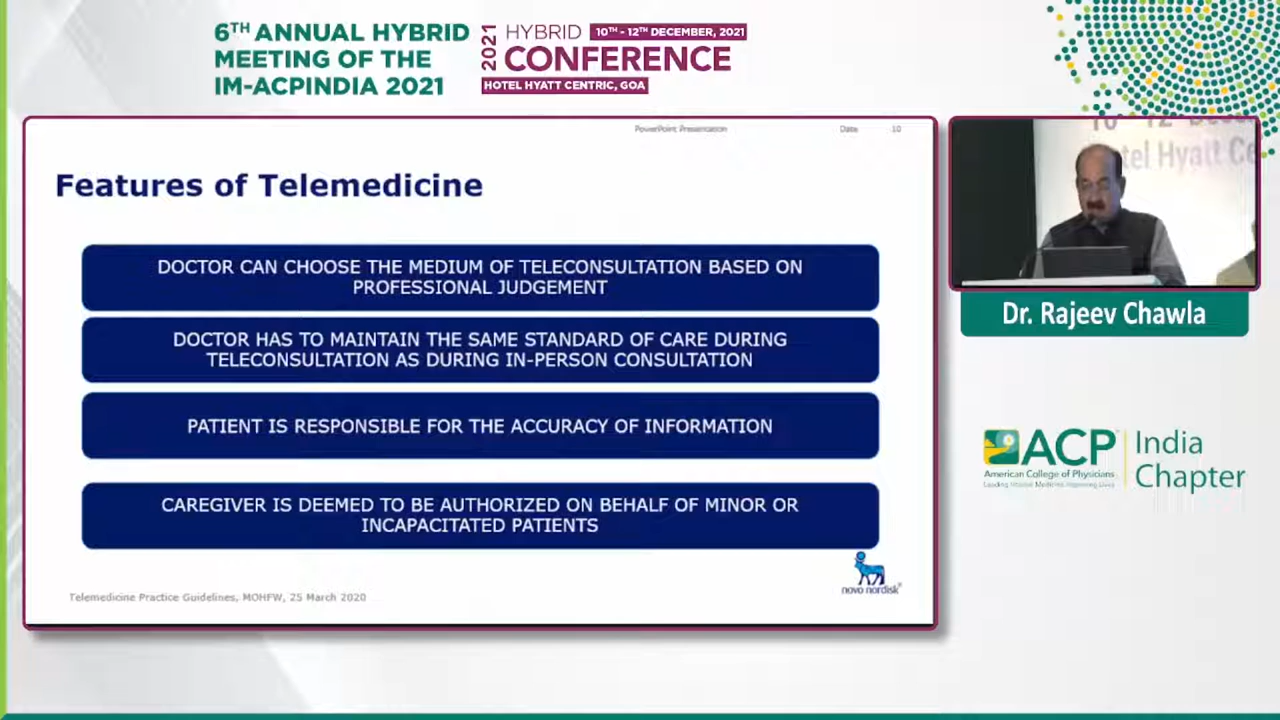 6TH ANNUAL HYBRID
MEETING OF THE
IM-ACPINDIA 2021
2021
HYBRID 10TH - 12TH DECEMBER, 2021
CONFERENCE
HOTEL HYATT CENTRIC, GOA
PowerPoint Presentation Date 10
Features of Telemedicine
DOCTOR CAN CHOOSE THE MEDIUM OF TELECONSULTATION BASED ON
PROFESSIONAL JUDGEMENT
DOCTOR HAS TO MAINTAIN THE SAME STANDARD OF CARE DURING
TELECONSULTATION AS DURING IN-PERSON CONSULTATION
PATIENT IS RESPONSIBLE FOR THE ACCURACY OF INFORMATION
CAREGIVER IS DEEMED TO BE AUTHORIZED ON BEHALF OF MINOR OR
INCAPACITATED PATIENTS
novo nordisk®
Telemedicine Practice Guidelines, MOHFW, 25 March 2020
tel Hyatt Ce
Dr. Rajeev Chawla
ACP
American College of Physicians
India
Chapter